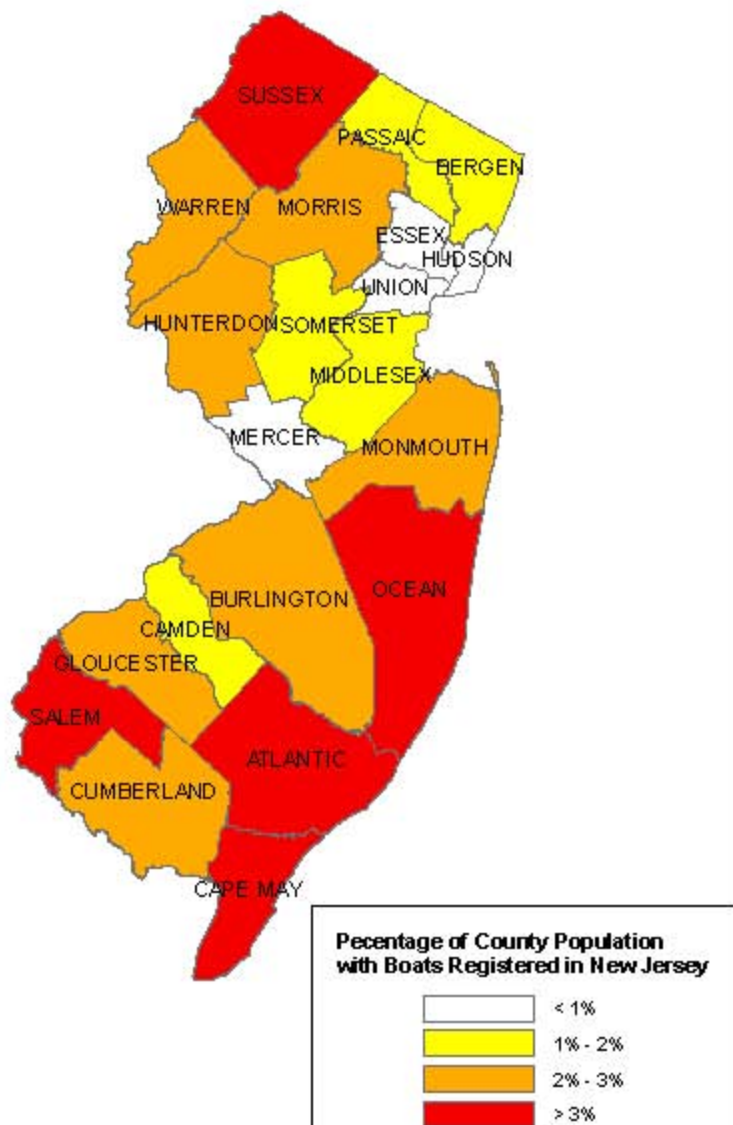 SUSSEX
PASSAIC
BERGEN
WARREN
MORRIS
ESSEX
HUDSON
UNION
HUNTERDON
SOMERSET
MIDDLESEX
MERCER
MONMOUTH
OCEAN
BURLINGTON
CAMDEN
GLOUCESTER
SALEM
ATLANTIC
CUMBERLAND
CAPE MAY
Pecentage of County Population
with Boats Registered in New Jersey
< 1%
1% - 2%
2% - 3%
> 3%